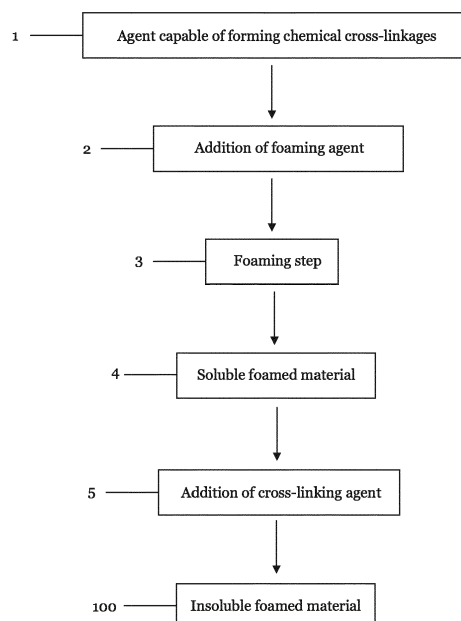 1 Agent capable of forming chemical cross-linkages
2 Addition of foaming agent
3 Foaming step
4 Soluble foamed material
5 Addition of cross-linking agent
100 Insoluble foamed material